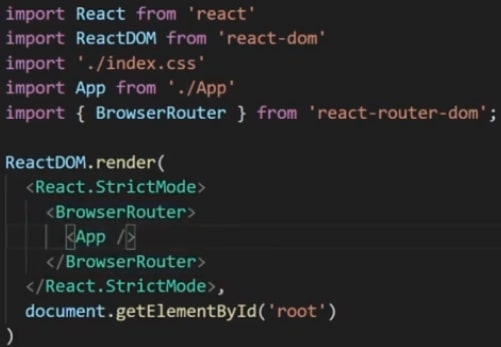 import React from 'react'
import ReactDOM from 'react-dom'
import './index.css'
import App from './App'
import { BrowserRouter } from 'react-router-dom';

ReactDOM.render(
  <React.StrictMode>
    <BrowserRouter>
      <App />
    </BrowserRouter>
  </React.StrictMode>,
  document.getElementById('root')
)